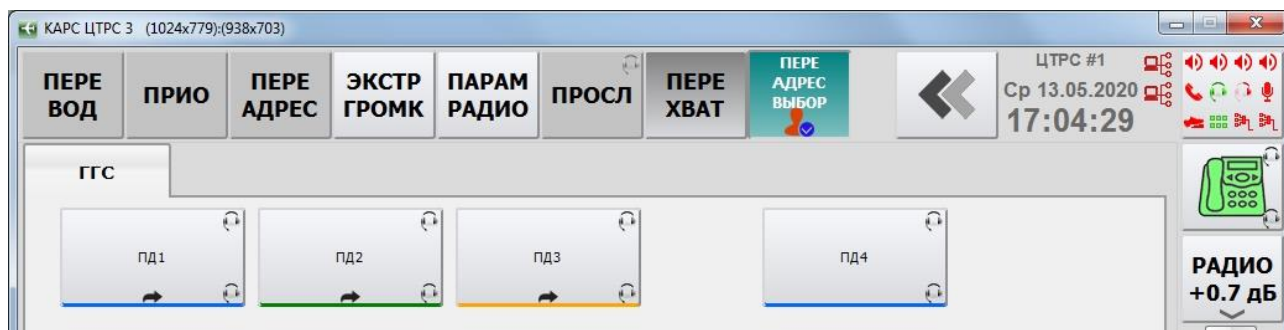 КАРС ЦТРС 3 (1024x779):(938x703)
ПЕРЕ
ВОД
ПРИО
ПЕРЕ
АДРЕС
ЭКСТР
ГРОМК
ПАРАМ
РАДИО
ПРОСЛ
ПЕРЕ
ХВАТ
ПЕРЕ
АДРЕС
ВЫБОР
ЦТРС #1
Ср 13.05.2020
17:04:29
ГГС
ПД1
ПД2
ПД3
ПД4
РАДИО
+0.7 дБ